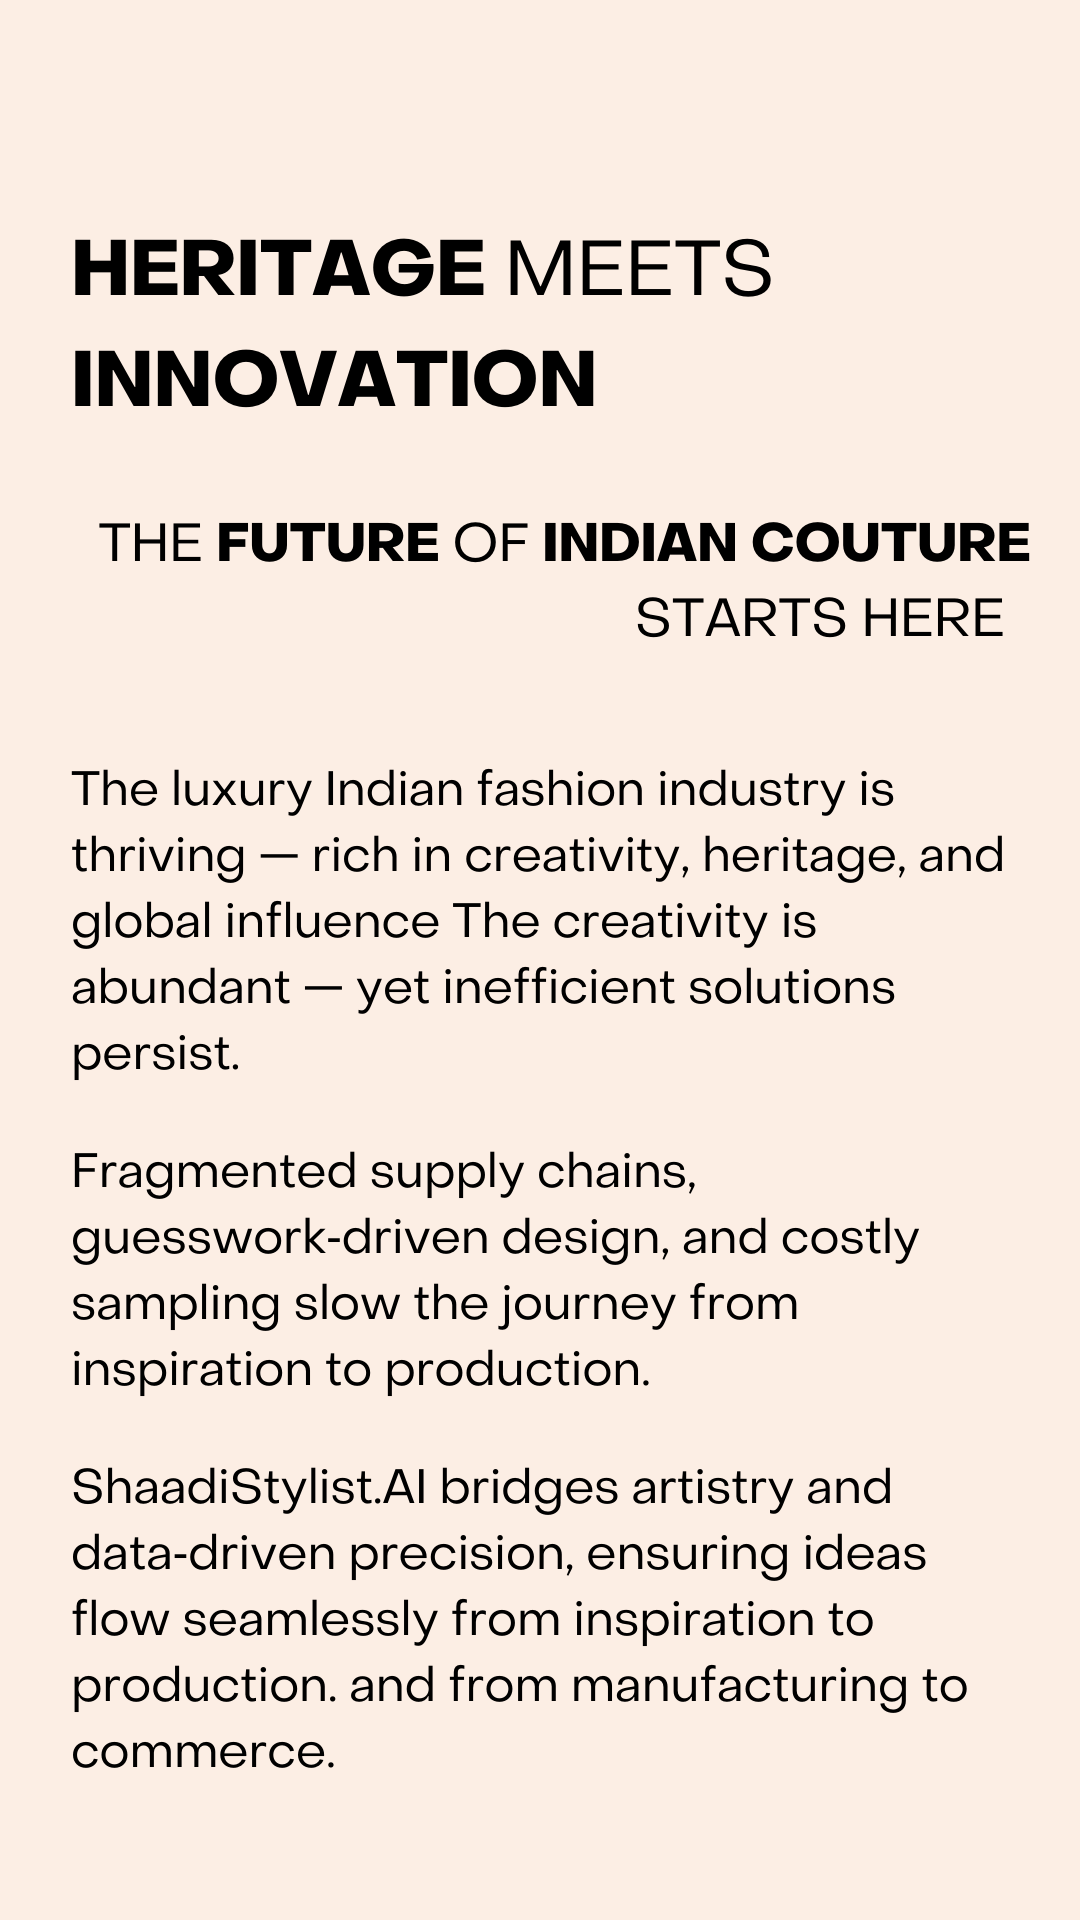 HERITAGE MEETS
INNOVATION
THE FUTURE OF INDIAN COUTURE
STARTS HERE
The luxury Indian fashion industry is
thriving — rich in creativity, heritage, and
global influence The creativity is
abundant — yet inefficient solutions
persist.
Fragmented supply chains,
guesswork-driven design, and costly
sampling slow the journey from
inspiration to production.
ShaadiStylist.AI bridges artistry and
data-driven precision, ensuring ideas
flow seamlessly from inspiration to
production. and from manufacturing to
commerce.